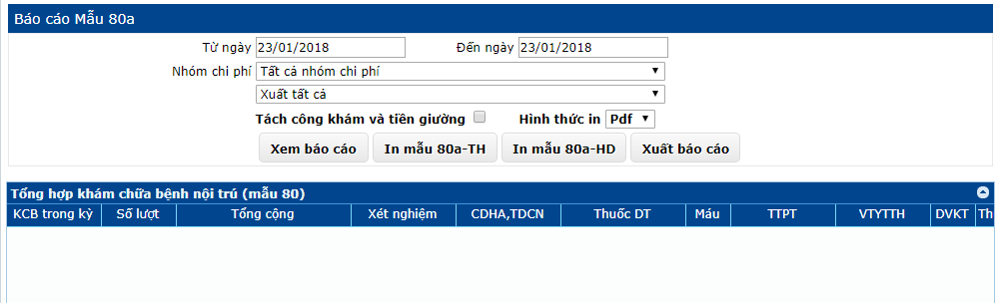 Báo cáo Mẫu 80a
Từ ngày 23/01/2018 Đến ngày 23/01/2018
Nhóm chi phí Tất cả nhóm chi phí
Xuất tất cả
Tách công khám và tiền giường Hình thức in Pdf
Xem báo cáo In mẫu 80a-TH In mẫu 80a-HD Xuất báo cáo
Tổng hợp khám chữa bệnh nội trú (mẫu 80)
KCB trong kỳ Số lượt Tổng cộng Xét nghiệm CDHA,TDCN Thuốc DT Máu TTPT VTYTTH DVKT Th